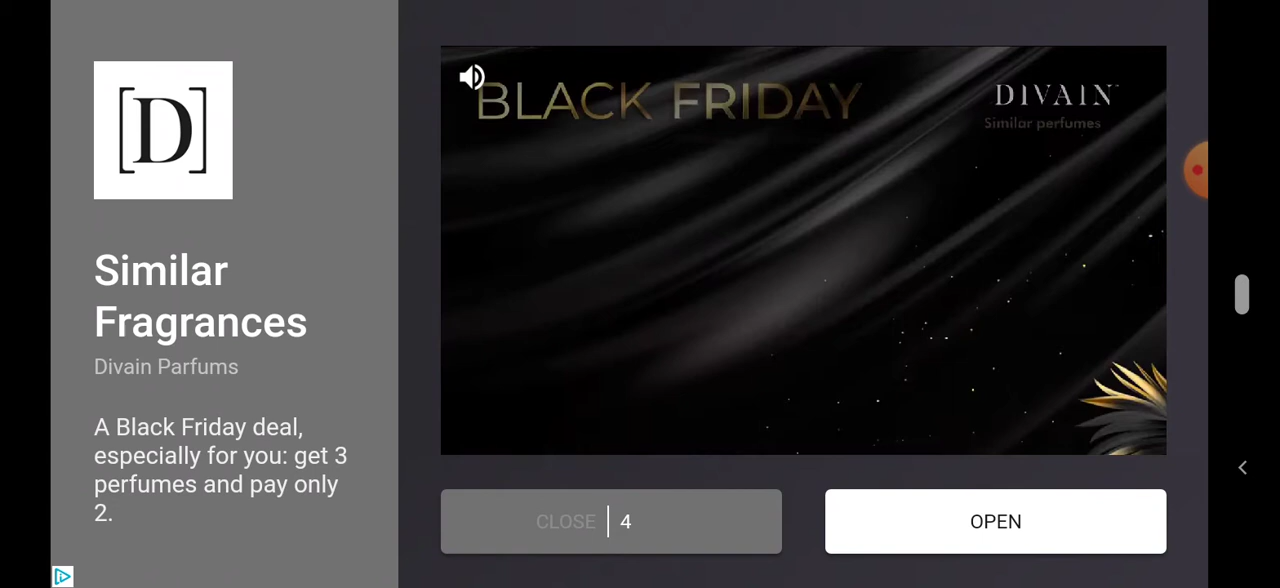 [D]
Similar
Fragrances
Divain Parfums
A Black Friday deal,
especially for you: get 3
perfumes and pay only
2.
BLACK FRIDAY
DIVAIN
Similar perfumes
CLOSE | 4
OPEN